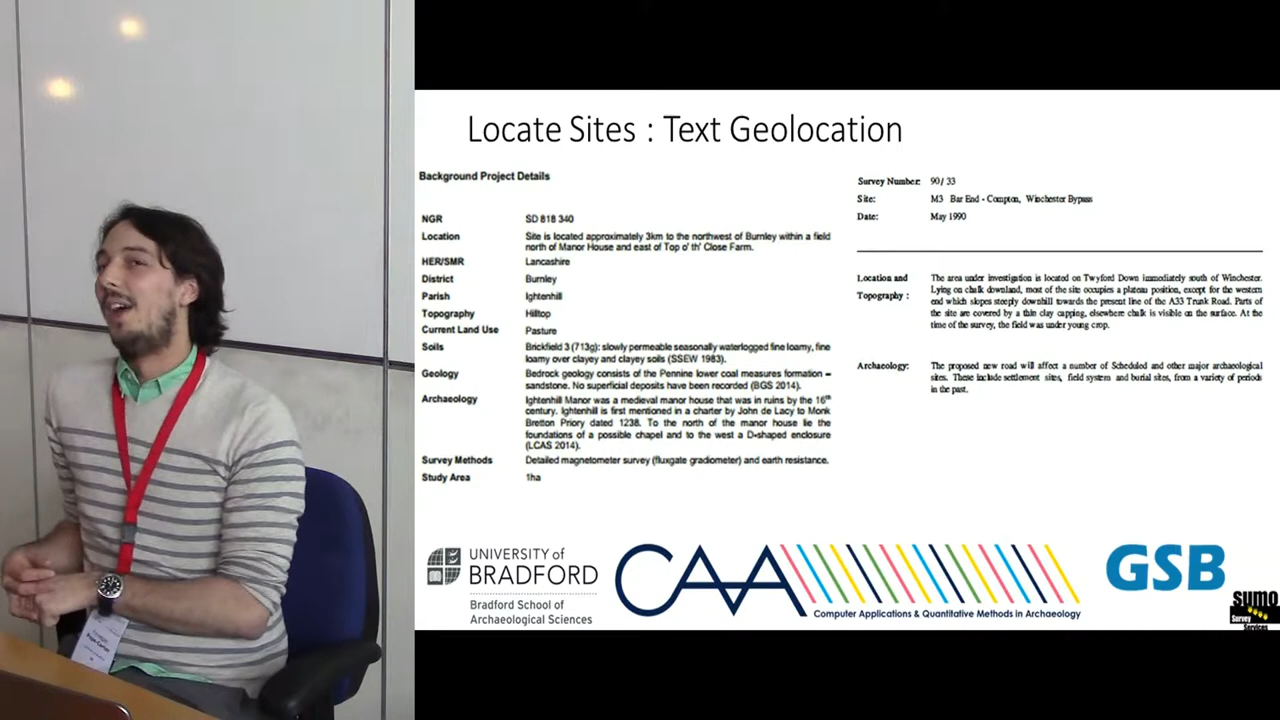 Locate Sites : Text Geolocation
Background Project Details
NGR SD 818 340
Location Site is located approximately 3km to the northwest of Burnley within a field
north of Manor House and east of Top o' th' Close Farm.
HER/SMR Lancashire
District Burnley
Parish Ightenhill
Topography Hilltop
Current Land Use Pasture
Soils Brickfield 3 (713g): slowly permeable seasonally waterlogged fine loamy, fine
loamy over clayey and clayey soils (SSEW 1983).
Geology Bedrock geology consists of the Pennine lower coal measures formation –
sandstone. No superficial deposits have been recorded (BGS 2014).
Archaeology Ightenhill Manor was a medieval manor house that was in ruins by the 16th
century. Ightenhill is first mentioned in a charter by John de Lacy to Monk
Bretton Priory dated 1238. To the north of the manor house lie the
foundations of a possible chapel and to the west a D-shaped enclosure
(LCAS 2014).
Survey Methods Detailed magnetometer survey (fluxgate gradiometer) and earth resistance.
Study Area 1ha
Survey Number: 90/ 33
Site: M3 Bar End - Compton, Winchester Bypass
Date: May 1990
Location and Topography : The area under investigation is located on Twyford Down immediately south of Winchester.
Lying on chalk downland, most of the site occupies a plateau position, except for the western
end which slopes steeply downhill towards the present line of the A33 Trunk Road. Parts of
the site are covered by a thin clay capping, elsewhere chalk is visible on the surface. At the
time of the survey, the field was under young crop.
Archaeology: The proposed new road will affect a number of Scheduled and other major archaeological
sites. These include settlement sites, field system and burial sites, from a variety of periods
in the past.
UNIVERSITY of
BRADFORD
Bradford School of
Archaeological Sciences
CAA
Computer Applications & Quantitative Methods in Archaeology
GSB
sumo
Survey
Services